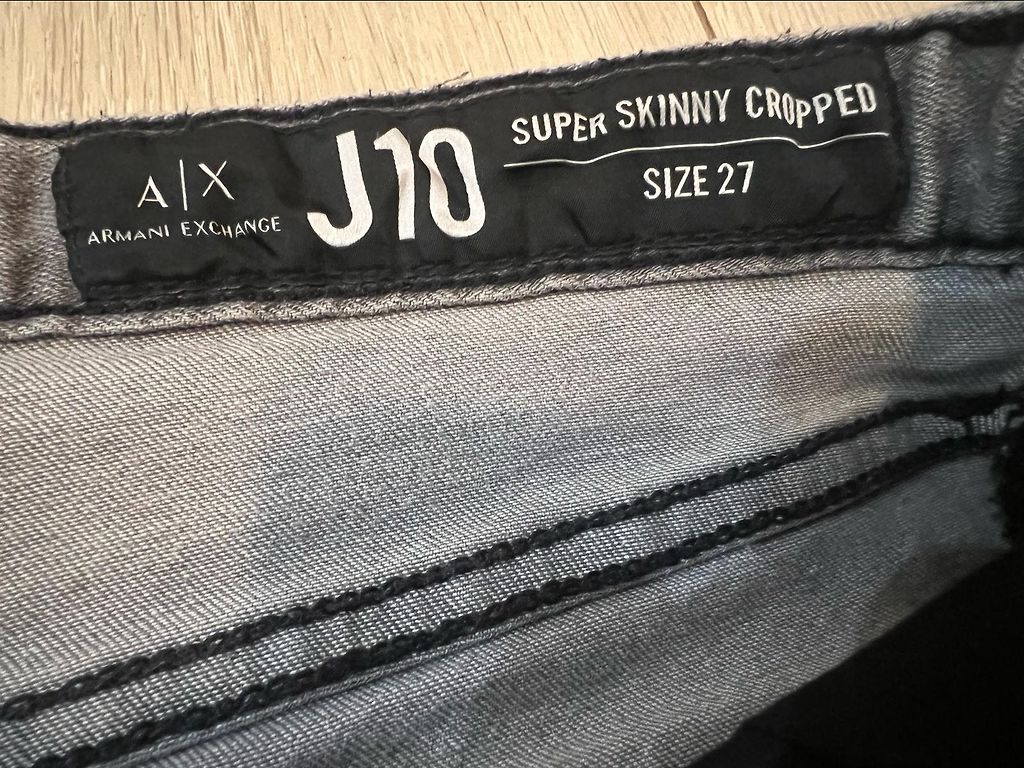 A|X
ARMANI EXCHANGE
J10
SUPER SKINNY CROPPED
SIZE 27